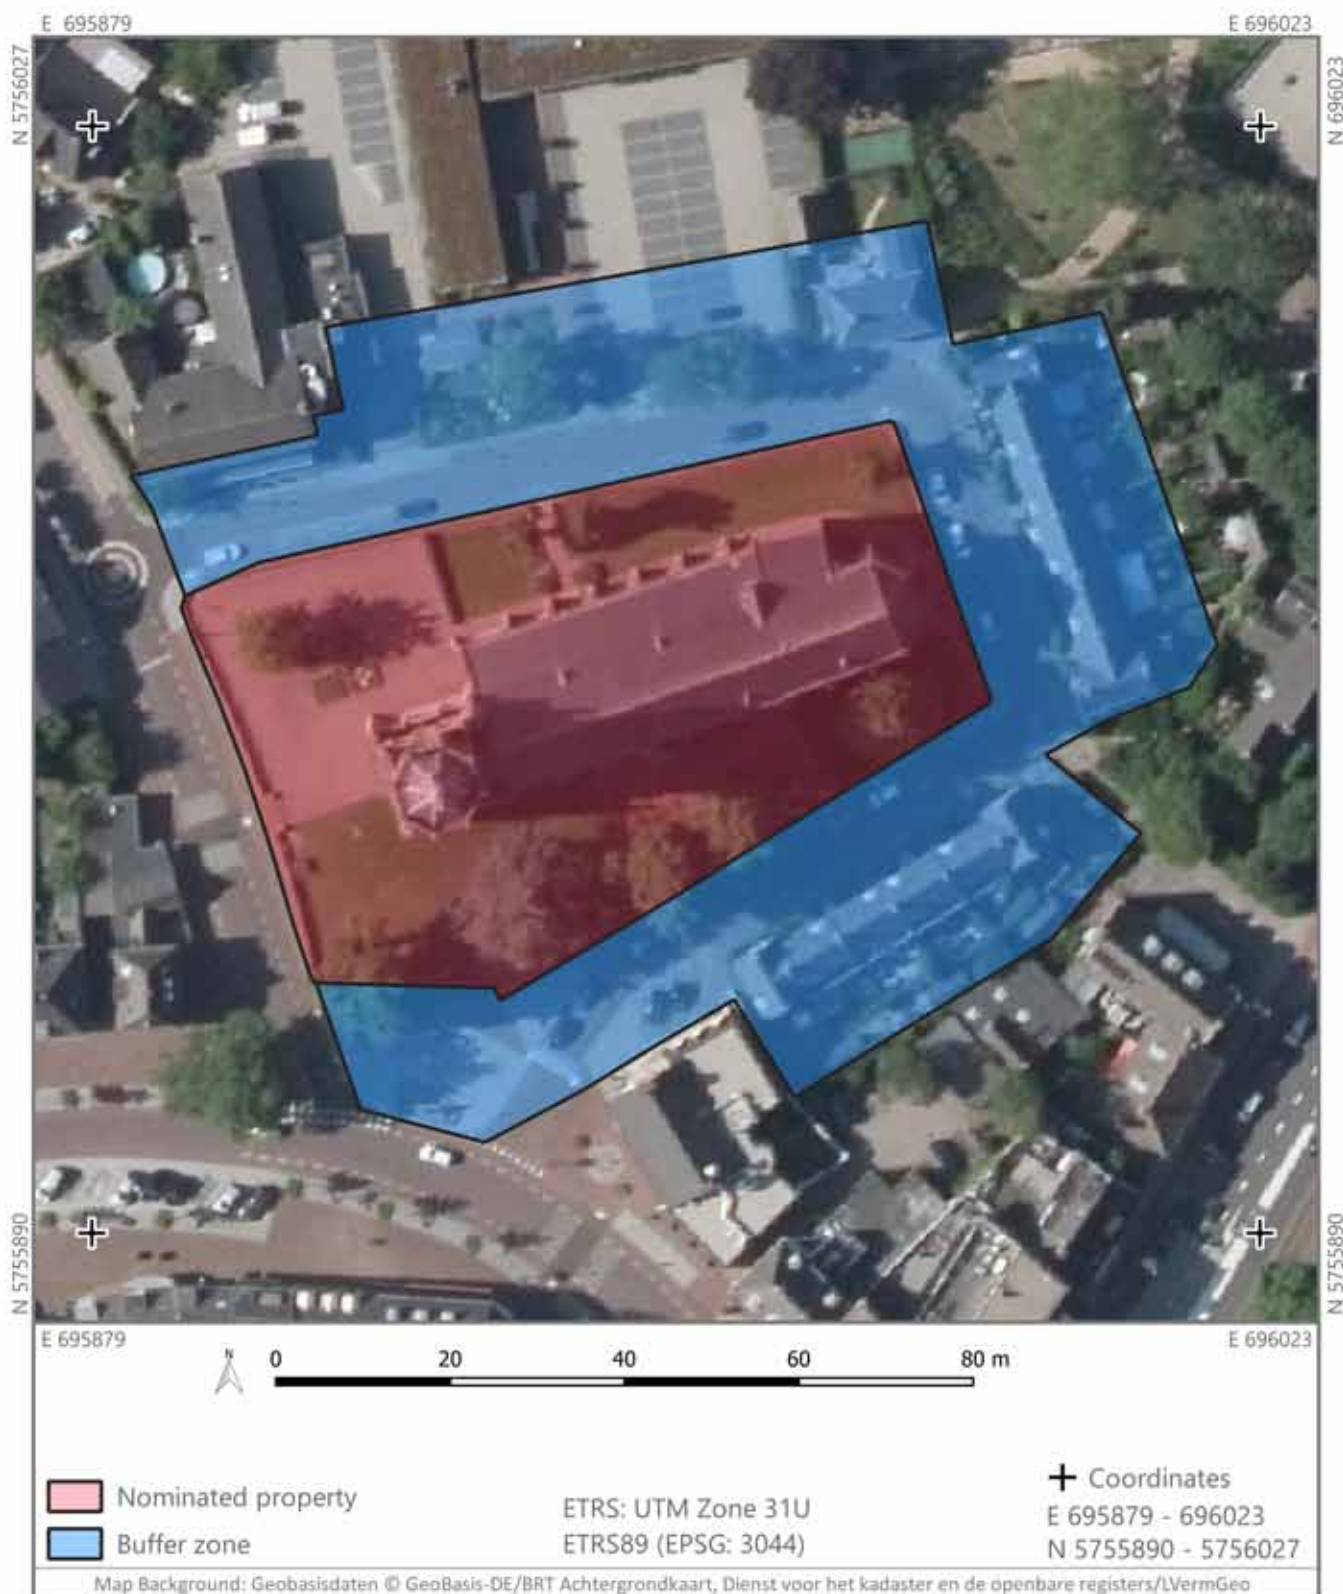 E 695879
E 696023
N 5756027
N 696023
N 5755890
N 5755890
E 695879
E 696023
N
0 20 40 60 80 m
Nominated property
Buffer zone
ETRS: UTM Zone 31U
ETRS89 (EPSG: 3044)
Coordinates
E 695879 - 696023
N 5755890 - 5756027
Map Background: Geobasisdaten © GeoBasis-DE/BRT Achtergrondkaart, Dienst voor het kadaster en de openbare registers/LVermGeo